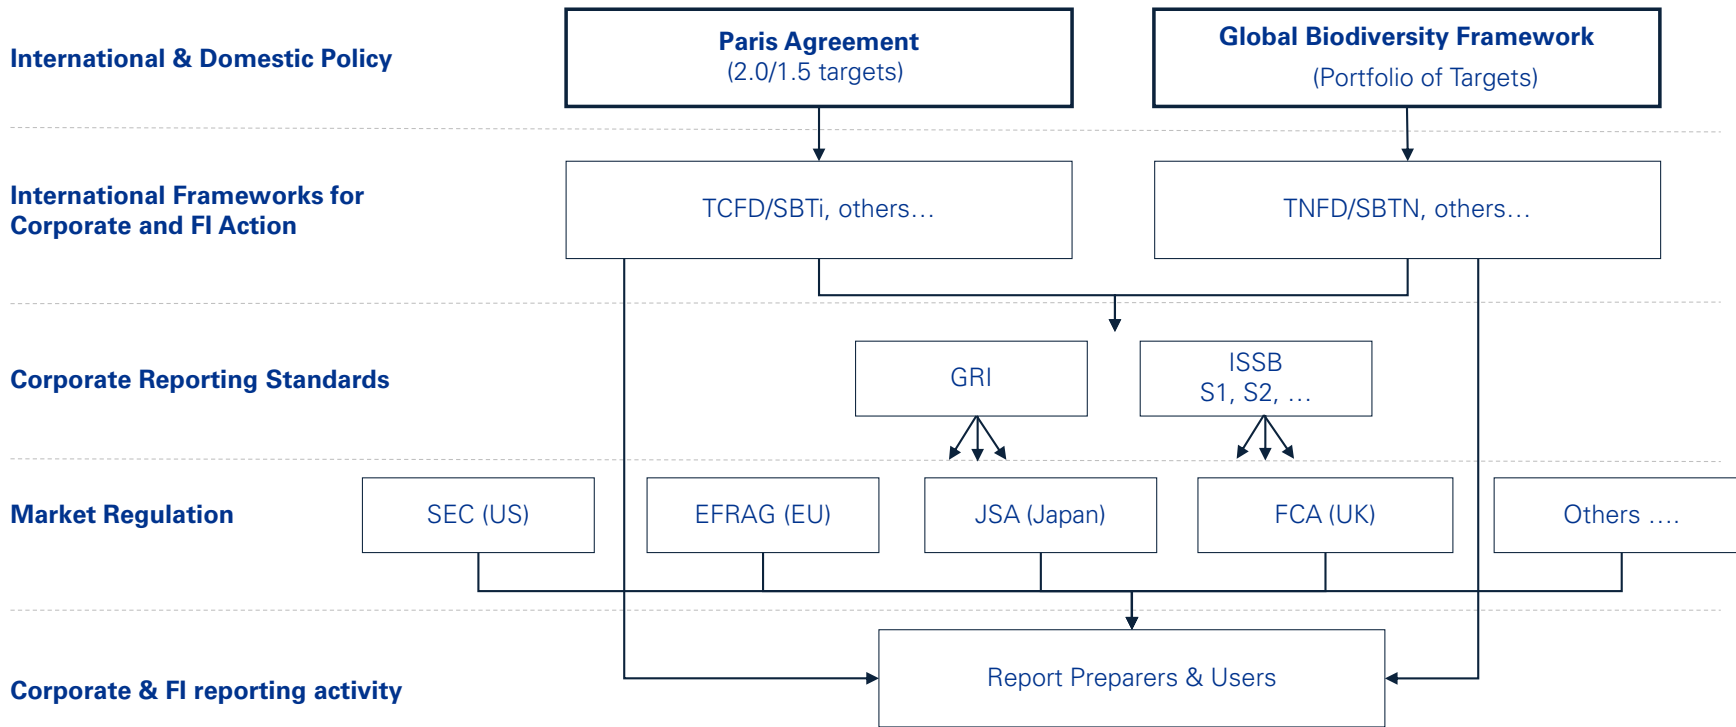 International & Domestic Policy
Paris Agreement
(2.0/1.5 targets)
Global Biodiversity Framework
(Portfolio of Targets)
International Frameworks for
Corporate and FI Action
TCFD/SBTi, others…
TNFD/SBTN, others…
Corporate Reporting Standards
GRI
ISSB
S1, S2, …
Market Regulation
SEC (US)
EFRAG (EU)
JSA (Japan)
FCA (UK)
Others ….
Corporate & FI reporting activity
Report Preparers & Users